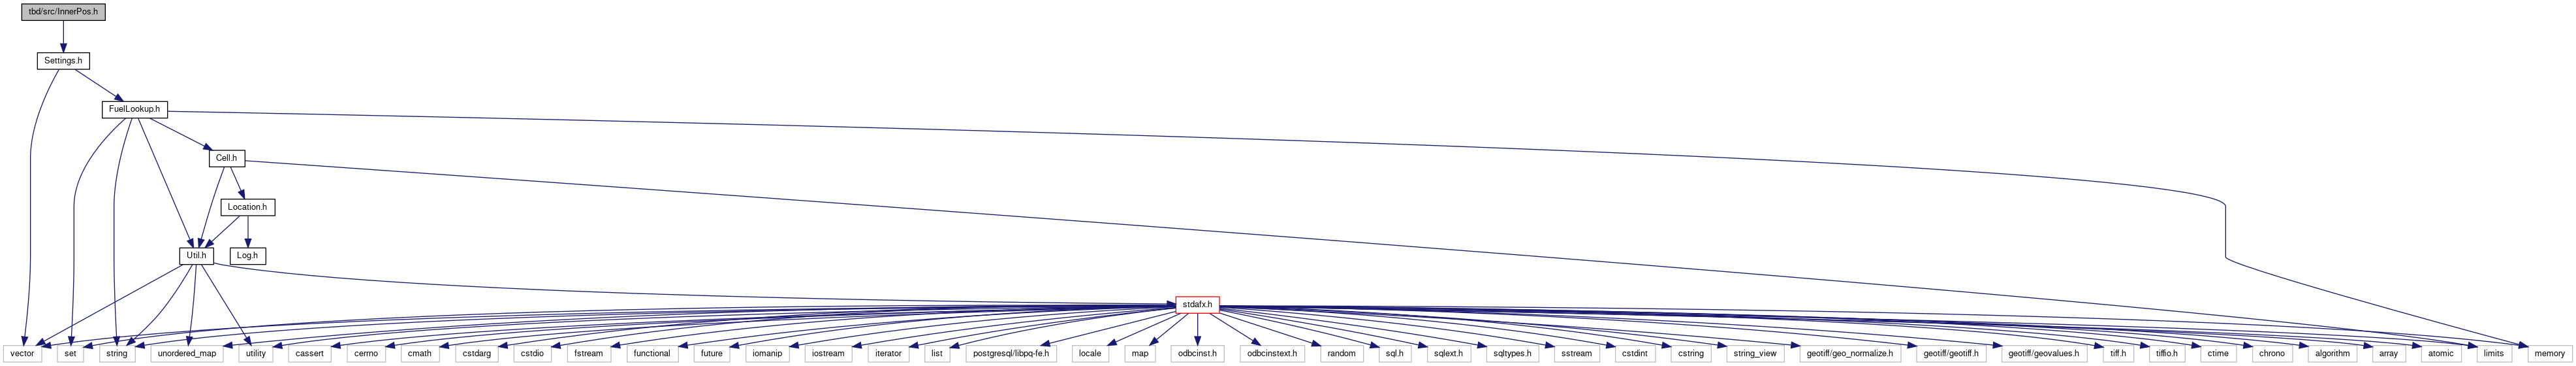 tbd/src/InnerPos.h
Settings.h
FuelLookup.h
Cell.h
Location.h
Util.h
Log.h
stdafx.h
vector
set
string
unordered_map
utility
cassert
cerrno
cmath
cstdarg
cstdio
fstream
functional
future
iomanip
iostream
iterator
list
postgresql/libpq-fe.h
locale
map
odbcinst.h
odbcinstext.h
random
sql.h
sqlext.h
sqltypes.h
sstream
cstdint
cstring
string_view
geotiff/geo_normalize.h
geotiff/geotiff.h
geotiff/geovalues.h
tiff.h
tiffio.h
ctime
chrono
algorithm
array
atomic
limits
memory